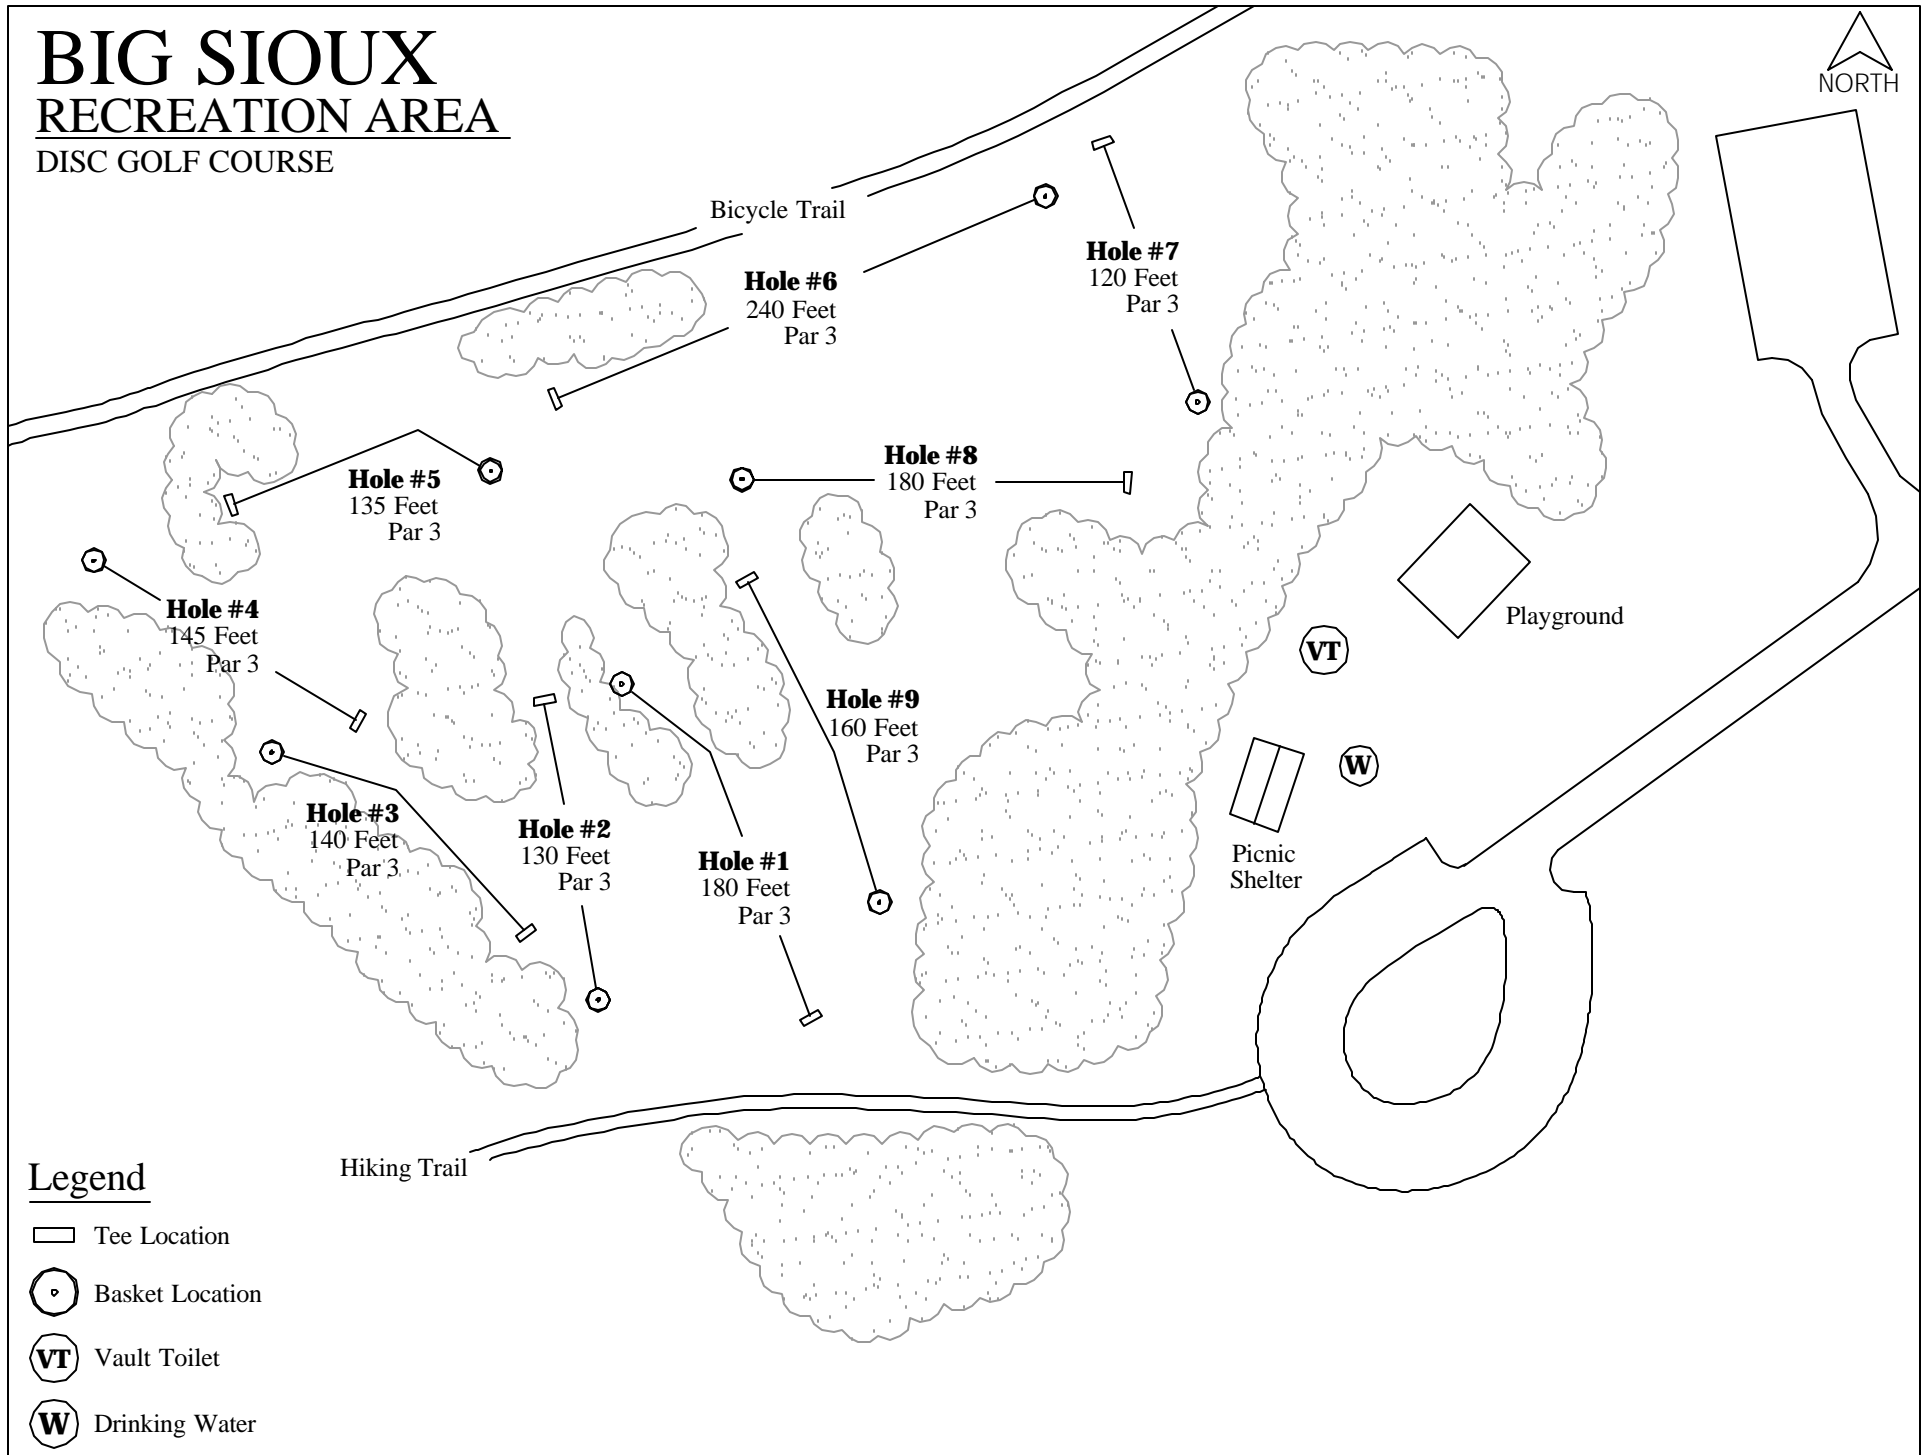 BIG SIOUX
RECREATION AREA
DISC GOLF COURSE
NORTH
Bicycle Trail
Hole #6
240 Feet
Par 3
Hole #7
120 Feet
Par 3
Hole #5
135 Feet
Par 3
Hole #8
180 Feet
Par 3
Hole #4
145 Feet
Par 3
Playground
VT
Hole #9
160 Feet
Par 3
W
Hole #3
140 Feet
Par 3
Hole #2
130 Feet
Par 3
Hole #1
180 Feet
Par 3
Picnic
Shelter
Hiking Trail
Legend
Tee Location
Basket Location
VT Vault Toilet
W Drinking Water